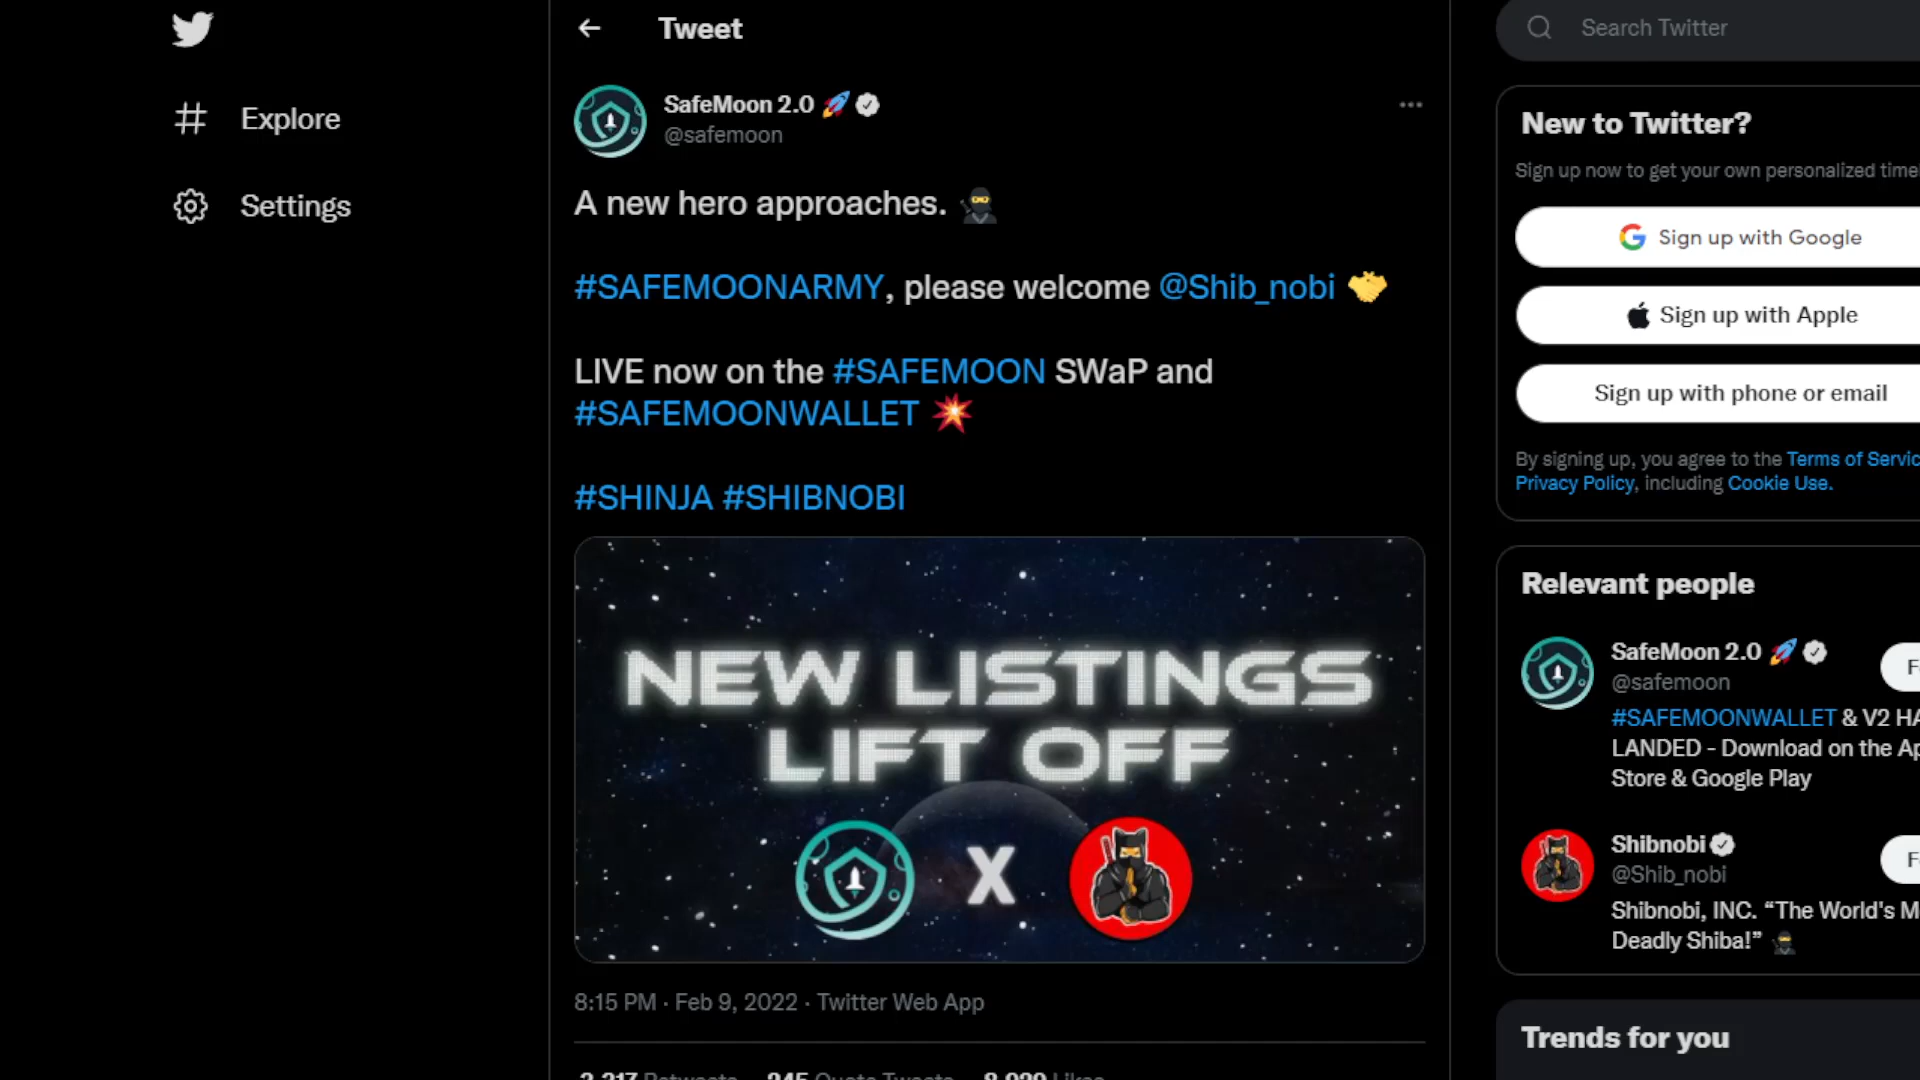 Tweet
Search Twitter
Explore
Settings
SafeMoon 2.0
@safemoon
A new hero approaches.
#SAFEMOONARMY, please welcome @Shib_nobi
LIVE now on the #SAFEMOON SWaP and
#SAFEMOONWALLET
#SHINJA #SHIBNOBI
NEW LISTINGS
LIFT OFF
X
8:15 PM · Feb 9, 2022 · Twitter Web App
Retweets Quote Tweets Likes
New to Twitter?
Sign up now to get your own personalized
Sign up with Google
Sign up with Apple
Sign up with phone or email
By signing up, you agree to the Terms of
Privacy Policy, including Cookie Use.
Relevant people
SafeMoon 2.0
@safemoon
#SAFEMOONWALLET & V2
LANDED - Download on the
Store & Google Play
Shibnobi
@Shib_nobi
Shibnobi, INC. “The World's
Deadly Shiba!”
Trends for you